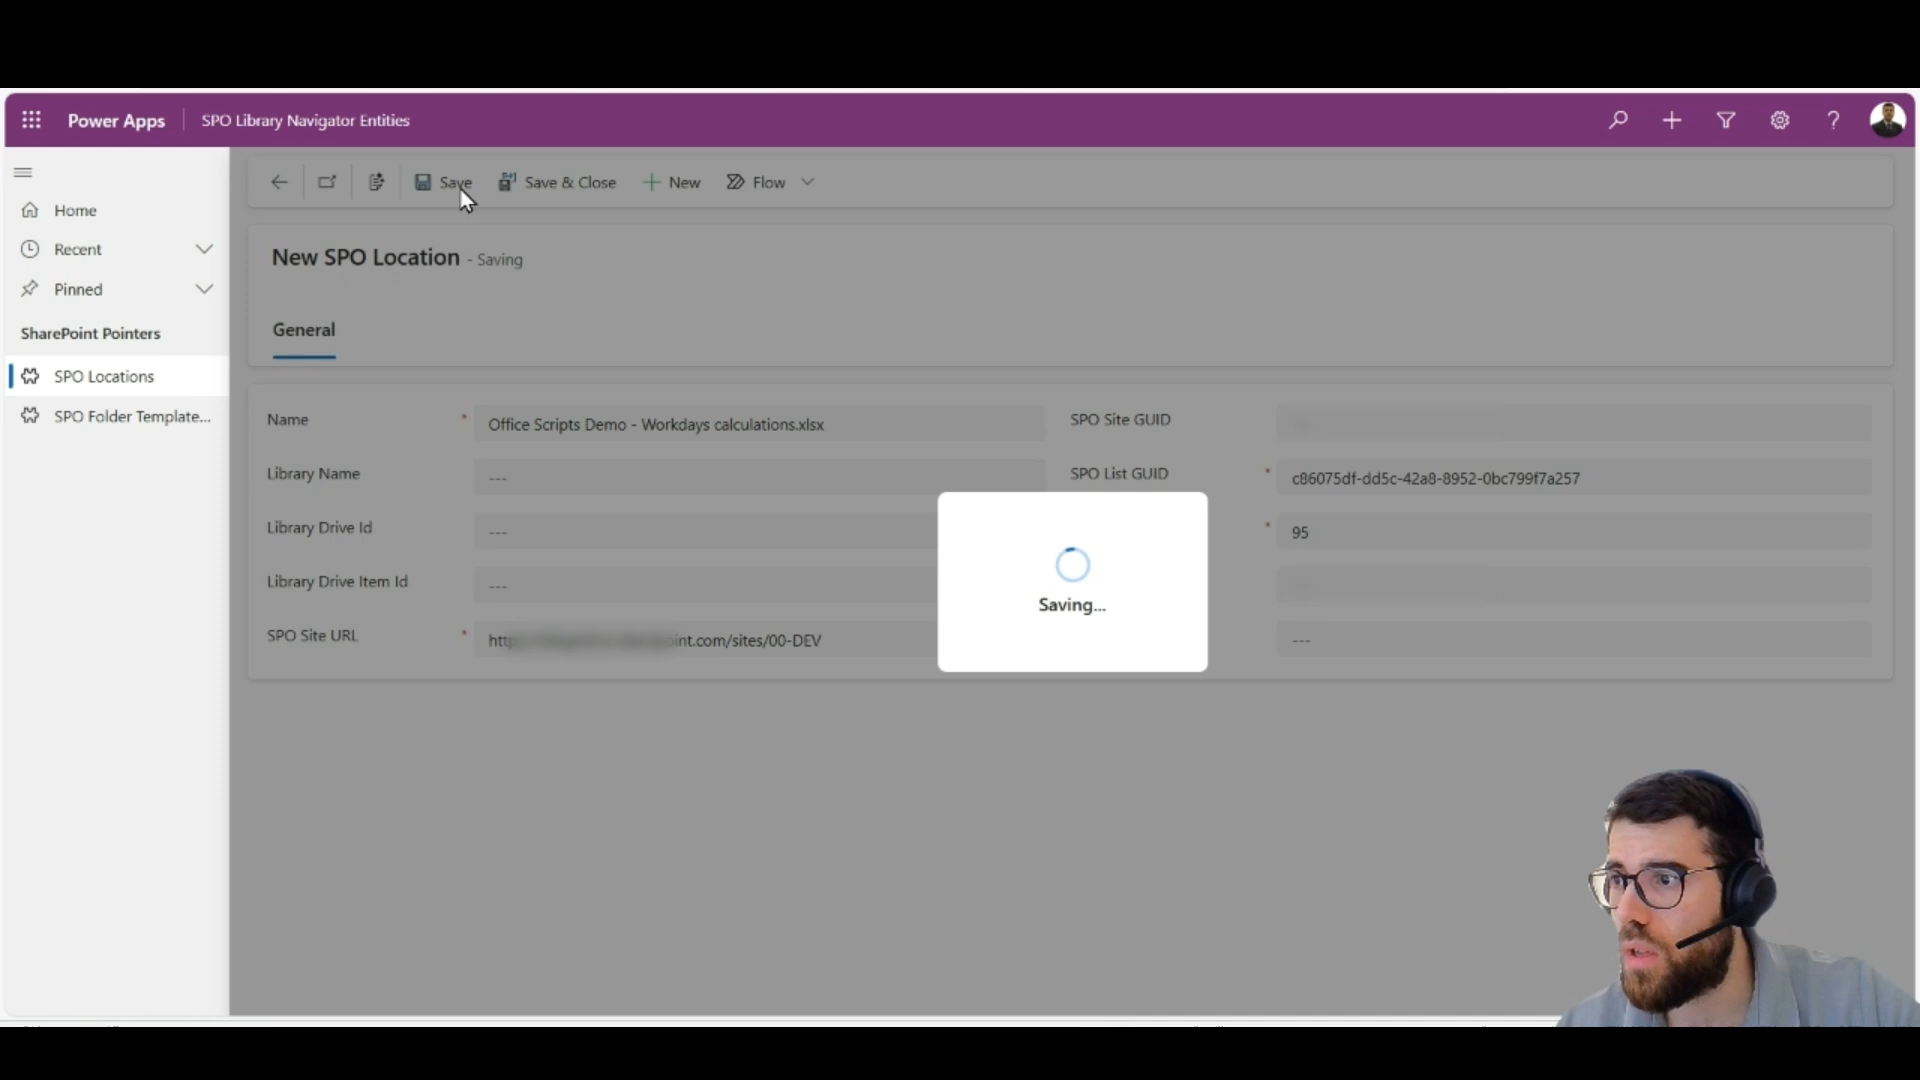 Power Apps
SPO Library Navigator Entities
Save
Save & Close
New
Flow
Home
Recent
Pinned
SharePoint Pointers
SPO Locations
SPO Folder Template...
New SPO Location - Saving
General
Name * Office Scripts Demo - Workdays calculations.xlsx
SPO Site GUID
Library Name ---
SPO List GUID * c86075df-dd5c-42a8-8952-0bc799f7a257
Library Drive Id ---
* 95
Library Drive Item Id ---
SPO Site URL * int.com/sites/00-DEV
---
Saving...